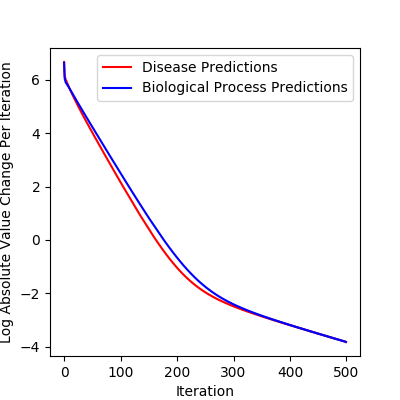 Disease Predictions
Biological Process Predictions
Log Absolute Value Change Per Iteration
6
4
2
0
−2
−4
0 100 200 300 400 500
Iteration